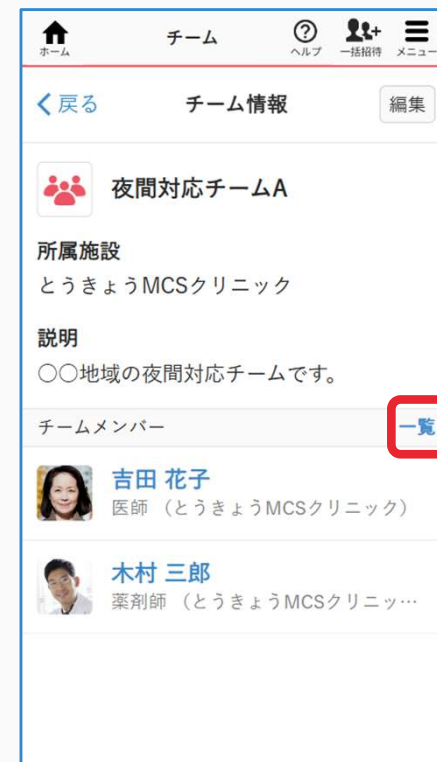 チーム
ホーム
ヘルプ
一括招待
メニュー
戻る
チーム情報
編集
夜間対応チームA
所属施設
とうきょうMCSクリニック
説明
○○地域の夜間対応チームです。
チームメンバー
一覧
吉田 花子
医師 （とうきょうMCSクリニック）
木村 三郎
薬剤師 （とうきょうMCSクリニッ…